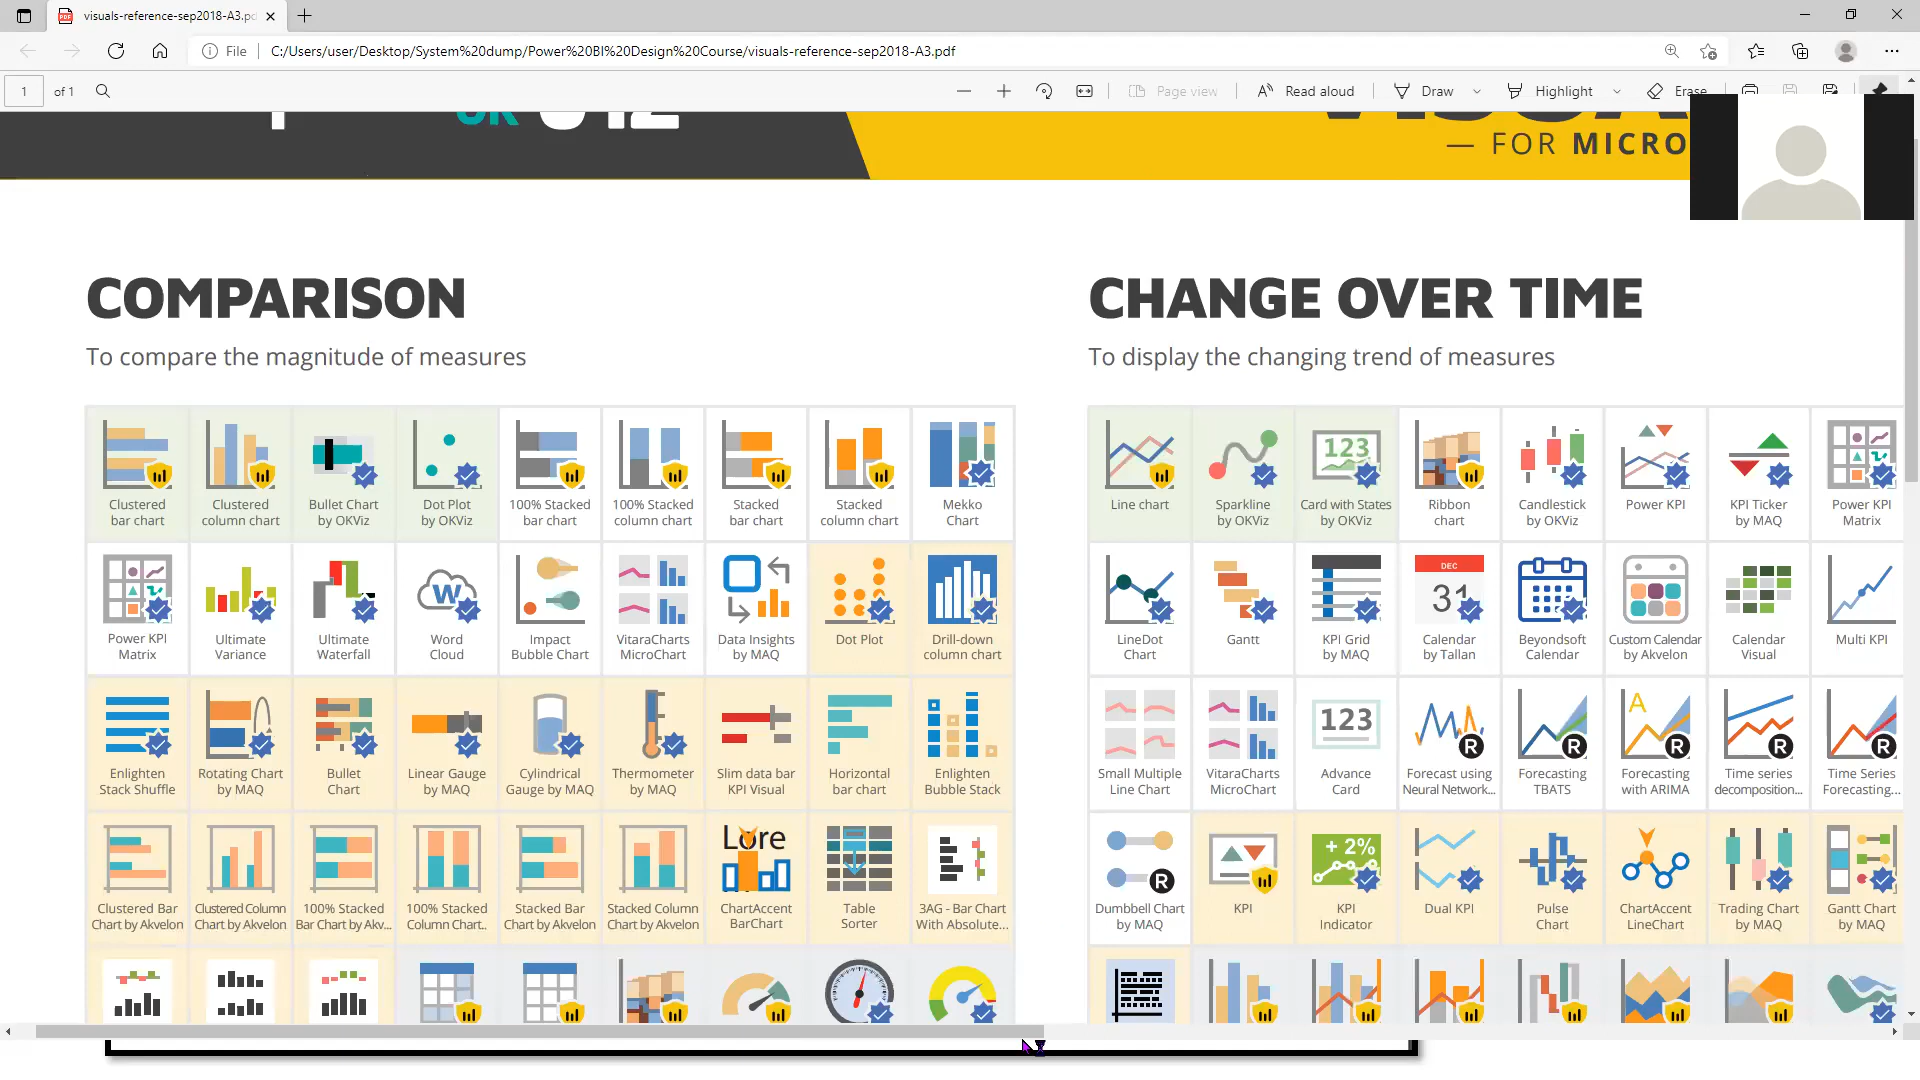 visuals-reference-sep2018-A3.pdf
File
C:/Users/user/Desktop/System%20dump/Power%20BI%20Design%20Course/visuals-reference-sep2018-A3.pdf
1 of 1
Page view
Read aloud
Draw
Highlight
Erase
— FOR MICRO
COMPARISON
To compare the magnitude of measures
Clustered
bar chart
Clustered
column chart
Bullet Chart
by OKViz
Dot Plot
by OKViz
100% Stacked
bar chart
100% Stacked
column chart
Stacked
bar chart
Stacked
column chart
Mekko
Chart
Power KPI
Matrix
Ultimate
Variance
Ultimate
Waterfall
W
Word
Cloud
Impact
Bubble Chart
VitaraCharts
MicroChart
Data Insights
by MAQ
Dot Plot
Drill-down
column chart
Enlighten
Stack Shuffle
Rotating Chart
by MAQ
Bullet
Chart
Linear Gauge
by MAQ
Cylindrical
Gauge by MAQ
Thermometer
by MAQ
Slim data bar
KPI Visual
Horizontal
bar chart
Enlighten
Bubble Stack
Clustered Bar
Chart by Akvelon
Clustered Column
Chart by Akvelon
100% Stacked
Bar Chart by Akv...
100% Stacked
Column Chart..
Stacked Bar
Chart by Akvelon
Stacked Column
Chart by Akvelon
Lore
ChartAccent
BarChart
Table
Sorter
3AG - Bar Chart
With Absolute...
CHANGE OVER TIME
To display the changing trend of measures
Line chart
Sparkline
by OKViz
123
Card with States
by OKViz
Ribbon
chart
Candlestick
by OKViz
Power KPI
KPI Ticker
by MAQ
Power KPI
Matrix
LineDot
Chart
Gantt
KPI Grid
by MAQ
DEC
31
Calendar
by Tallan
Beyondsoft
Calendar
Custom Calendar
by Akvelon
Calendar
Visual
Multi KPI
Small Multiple
Line Chart
VitaraCharts
MicroChart
123
Advance
Card
R
Forecast using
Neural Network...
R
Forecasting
TBATS
A
R
Forecasting
with ARIMA
R
Time series
decomposition...
R
Time Series
Forecasting...
R
Dumbbell Chart
by MAQ
KPI
+ 2%
KPI
Indicator
Dual KPI
Pulse
Chart
ChartAccent
LineChart
Trading Chart
by MAQ
Gantt Chart
by MAQ